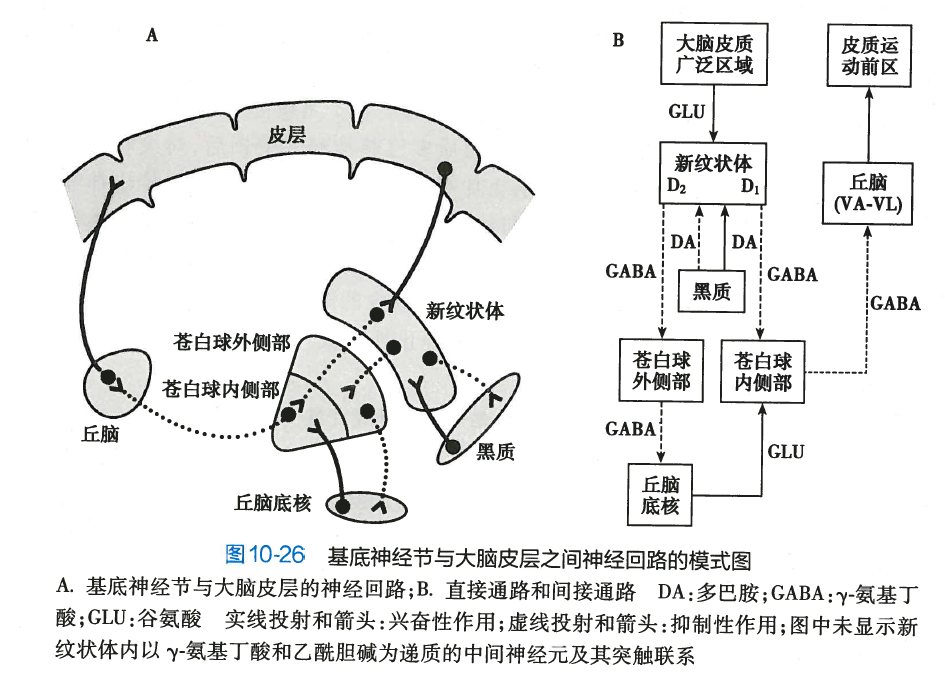 A
皮层
新纹状体
苍白球外侧部
苍白球内侧部
丘脑
黑质
丘脑底核
B
大脑皮质
广泛区域
皮质运
动前区
GLU
新纹状体
D₂
D₁
丘脑
(VA-VL)
DA
DA
GABA
GABA
黑质
GABA
苍白球
外侧部
苍白球
内侧部
GABA
GLU
丘脑
底核
图10-26 基底神经节与大脑皮层之间神经回路的模式图
A. 基底神经节与大脑皮层的神经回路;B. 直接通路和间接通路 DA:多巴胺;GABA:γ-氨基丁
酸;GLU:谷氨酸 实线投射和箭头:兴奋性作用;虚线投射和箭头:抑制性作用;图中未显示新
纹状体内以 γ-氨基丁酸和乙酰胆碱为递质的中间神经元及其突触联系